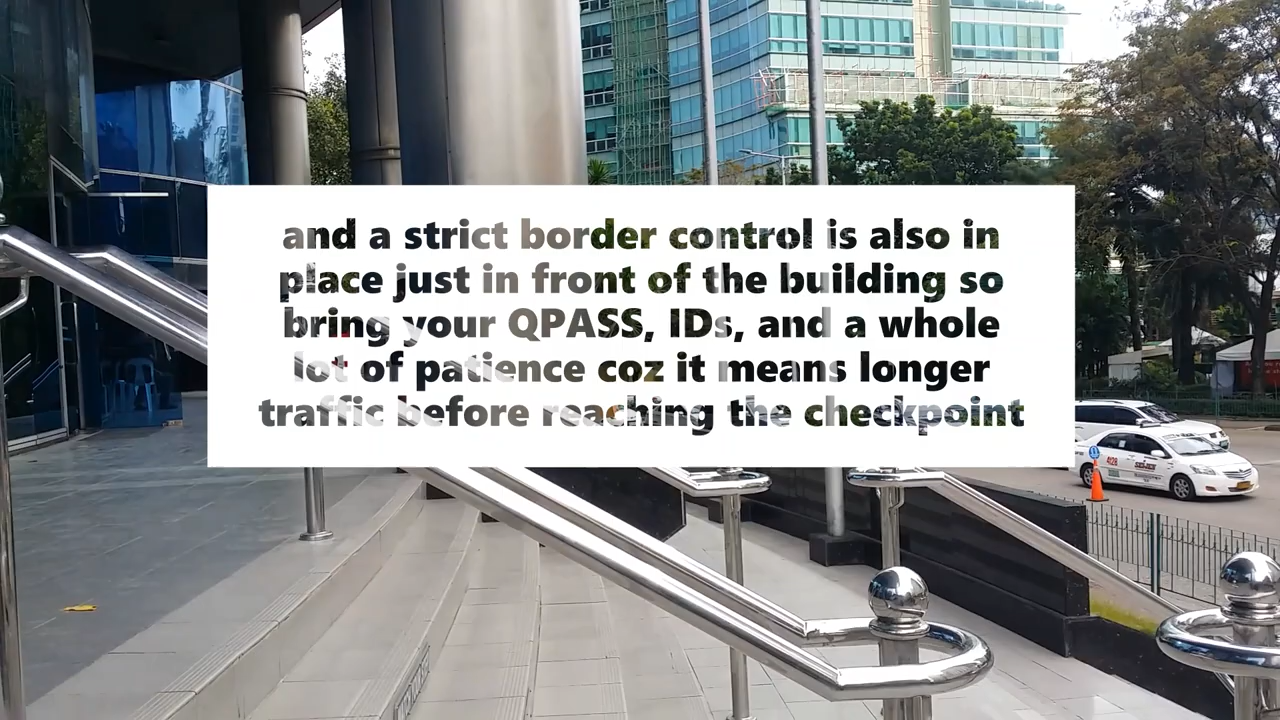 and a strict border control is also in
place just in front of the building so
bring your QPASS, IDs, and a whole
lot of patience coz it means longer
traffic before reaching the checkpoint